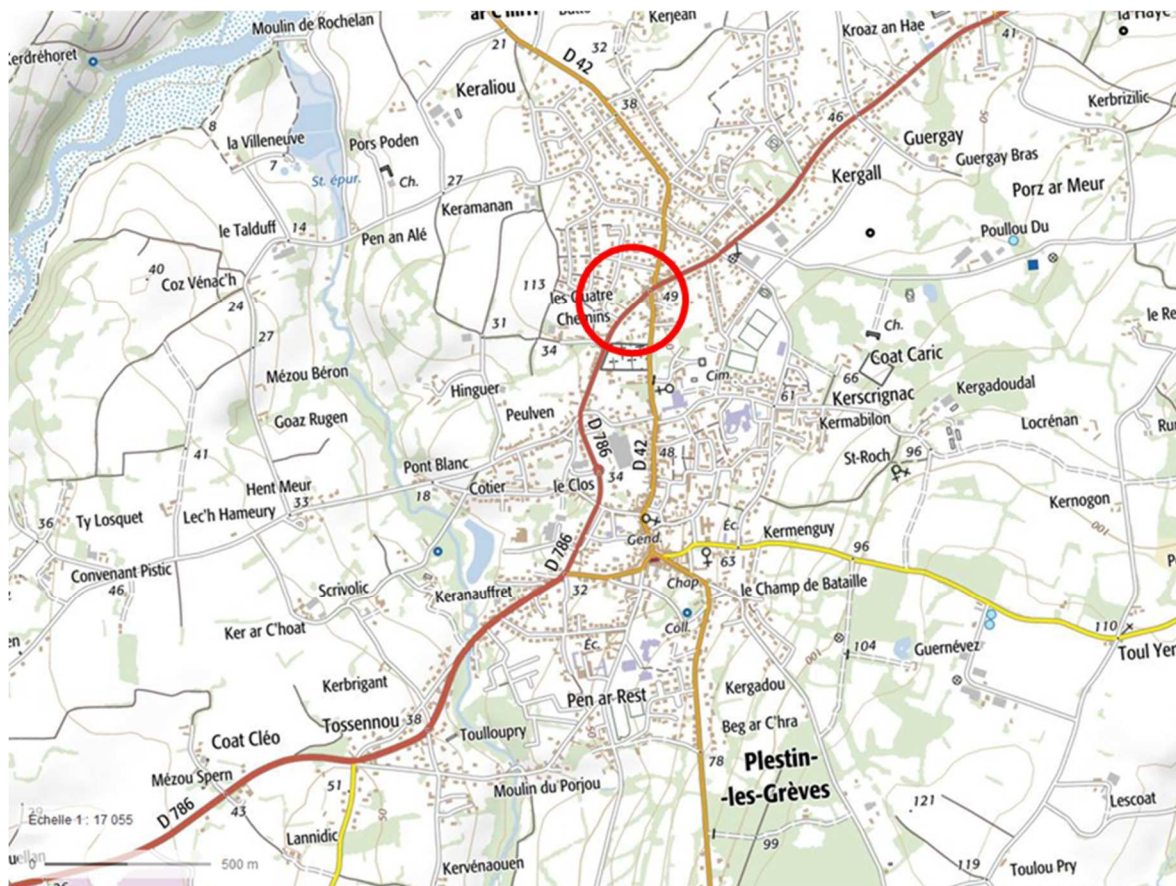 Moulin de Rochelan
21
32
Kerjean
Kroaz an Hae
la Haye
41
Kerdréhoret
D 42
Keraliou
38
46
50
Kerbrizilic
8
la Villeneuve
7
Pors Poden
Guergay
Guergay Bras
St. épur.
Ch.
27
Kergall
Porz ar Meur
le Talduff
14
Keramanan
Pen an Alé
Poullou Du
40
Coz Vénac'h
113
les Quatre
Chemins
49
24
31
Ch.
27
34
Coat Caric
Mézou Béron
Hinguer
Cim.
66
Kergadoudal
Goaz Rugen
Peulven
61
Kerscrignac
Kermabilon
Locrénan
D 786
D 42
41
Pont Blanc
48
St-Roch
96
Hent Meur
18
Cotier
le Clos
34
Kernogon
36
Ty Losquet
Lec'h Hameury
33
Éc.
Kermenguy
001
Gend.
D 786
63
96
Convenant Pistic
46
Scrivolic
Keranauffret
32
Chap.
le Champ de Bataille
Ker ar C'hoat
Coll.
110
Éc.
104
Guernévez
Toul Yen
001
Kerbrigant
Pen ar Rest
Kergadou
Tossennou
38
Beg ar C'hra
Coat Cléo
Toulloupry
78
Plestin-
-les-Grèves
Mézou Spern
51
50
Moulin du Porjou
43
121
Lescoat
Echelle 1 : 17 055
D 786
Lannidic
99
0
500 m
Kervénaouen
119
Toulou Pry